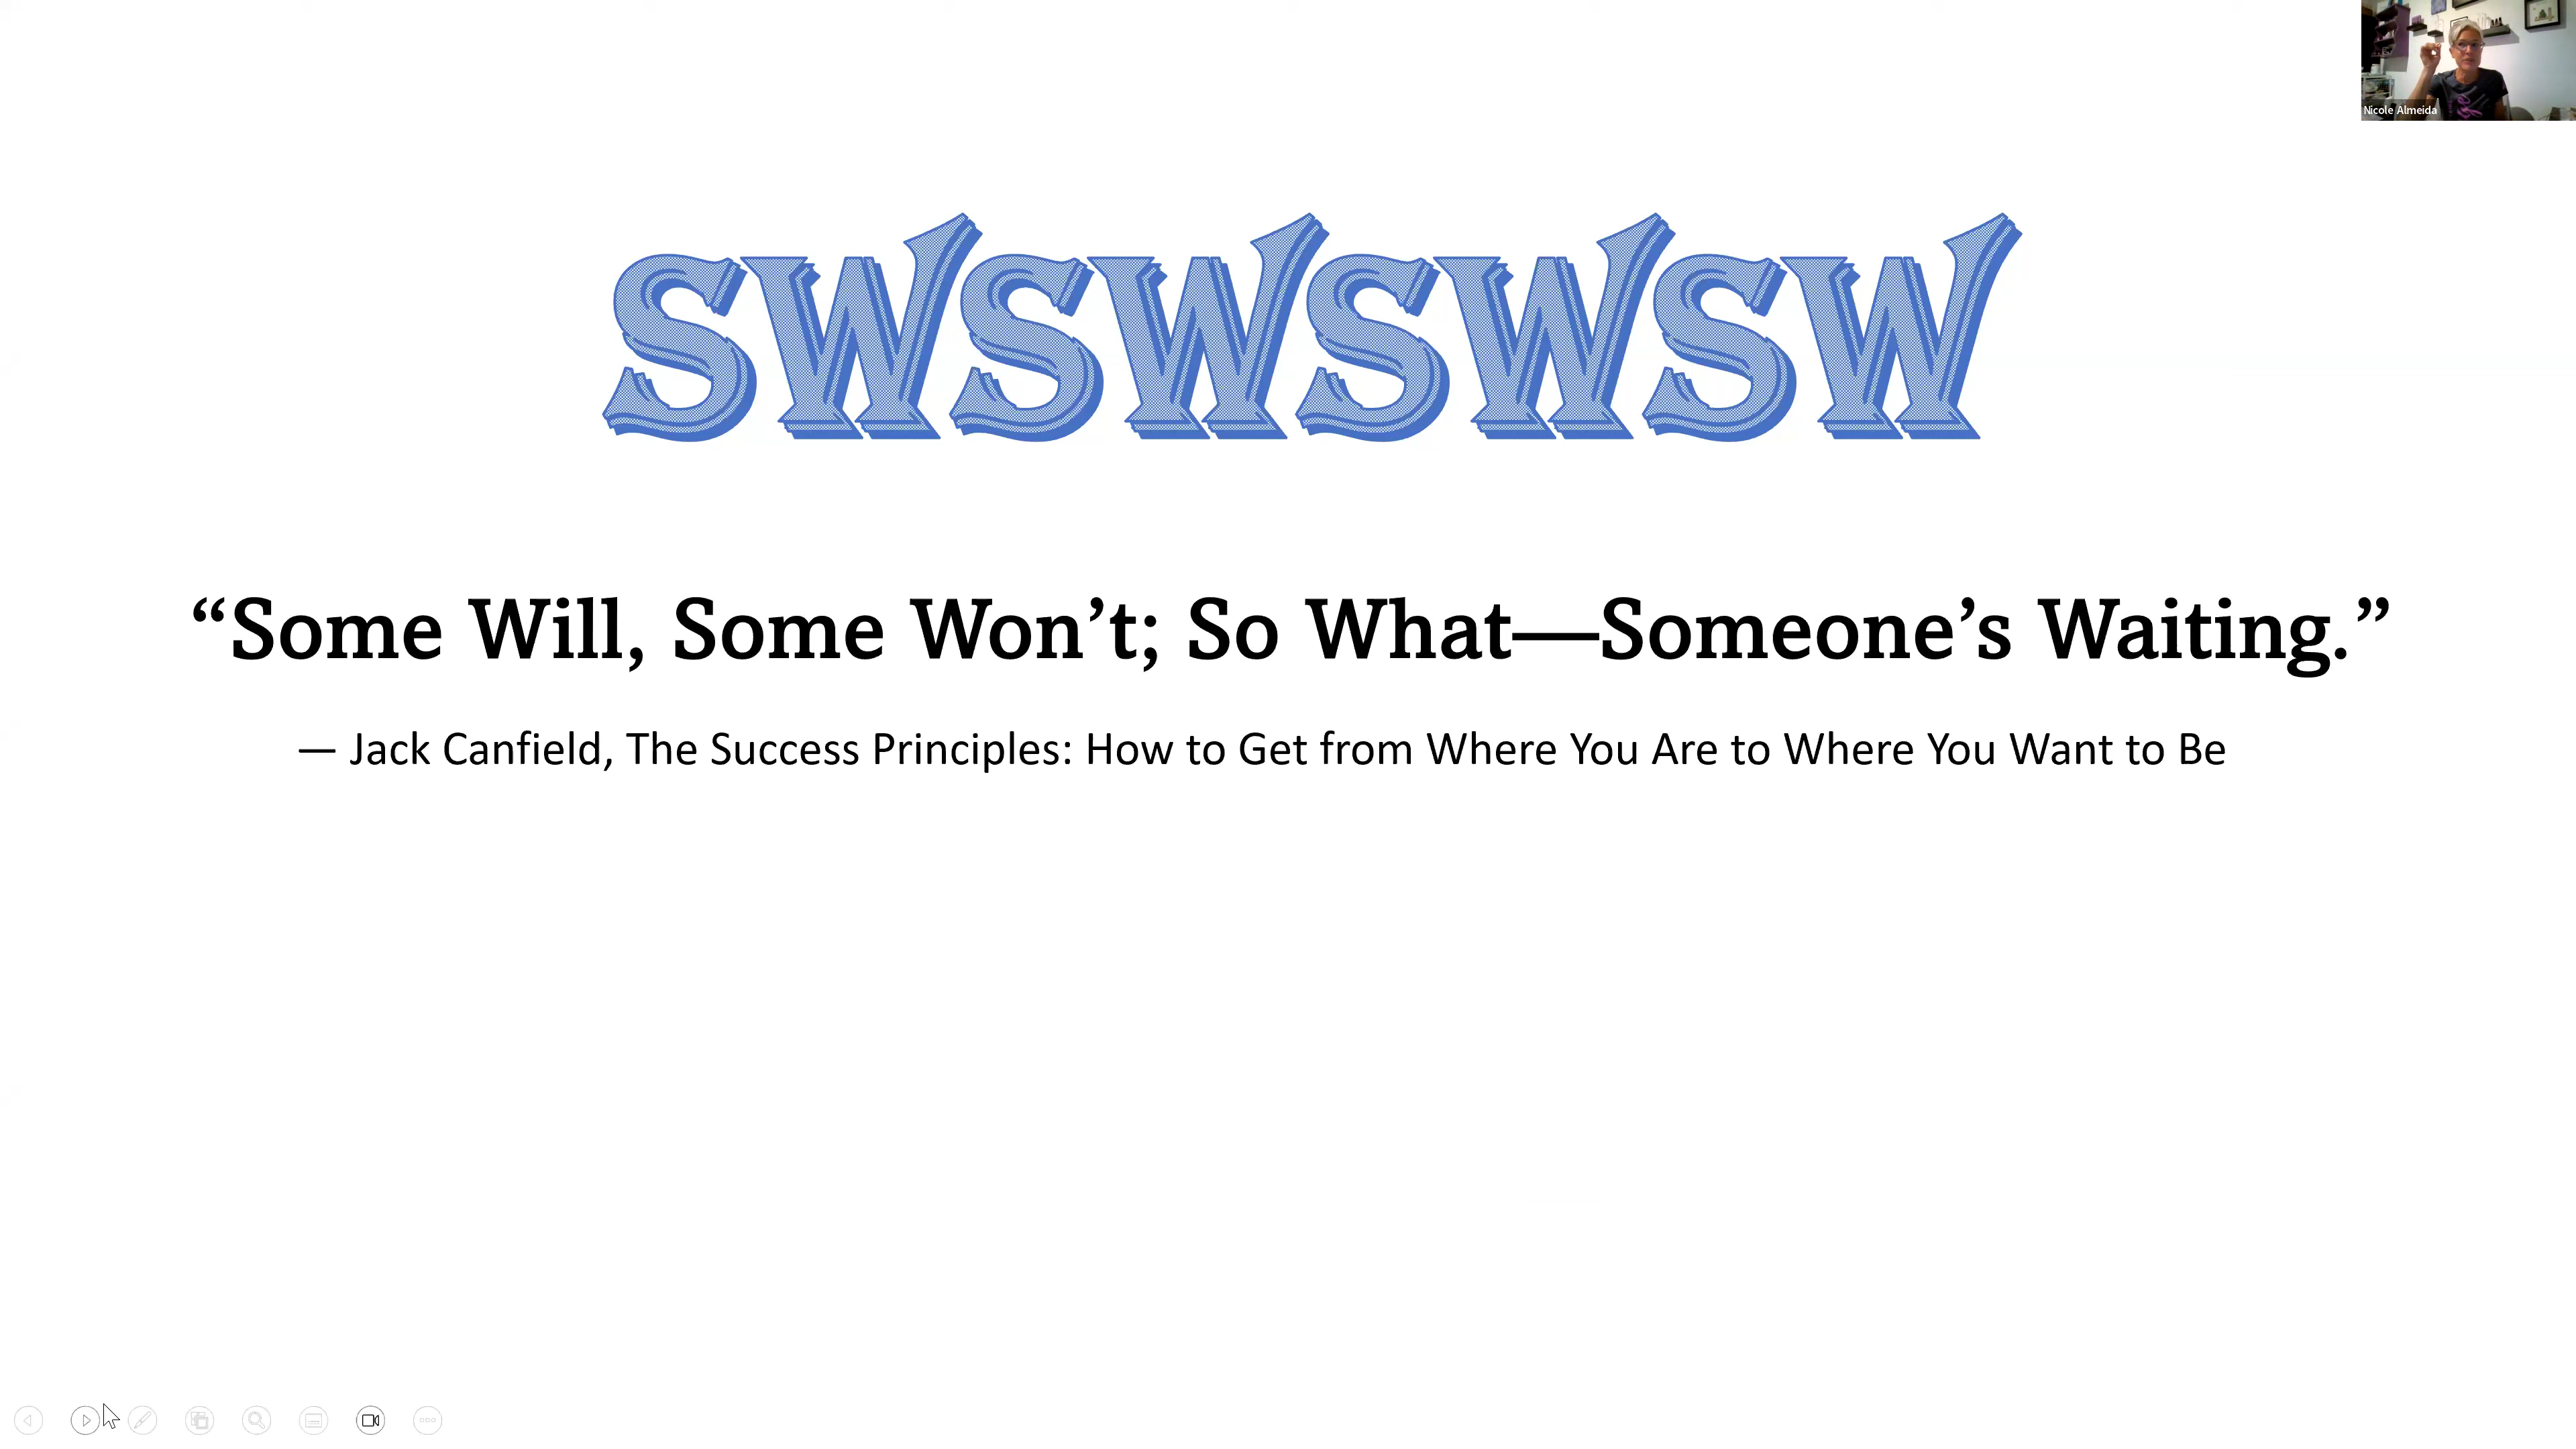 Nicole Almeida
SWSWSWSW
“Some Will, Some Won’t; So What—Someone’s Waiting.”
— Jack Canfield, The Success Principles: How to Get from Where You Are to Where You Want to Be